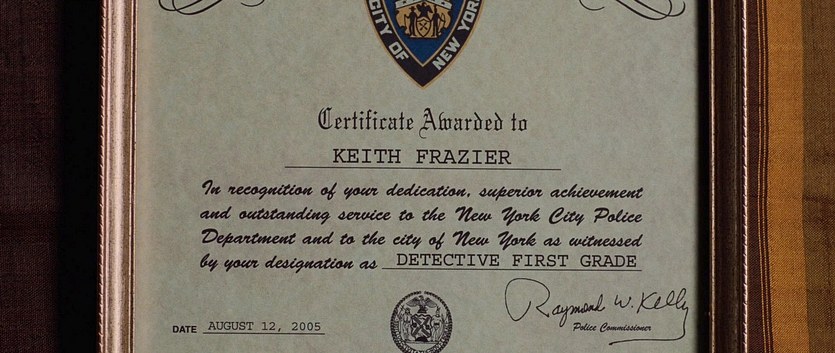 CITY OF NEW YORK
Certificate Awarded to
KEITH FRAZIER
In recognition of your dedication, superior achievement
and outstanding service to the New York City Police
Department and to the city of New York as witnessed
by your designation as DETECTIVE FIRST GRADE
Raymond W. Kelly
DATE AUGUST 12, 2005
Police Commissioner